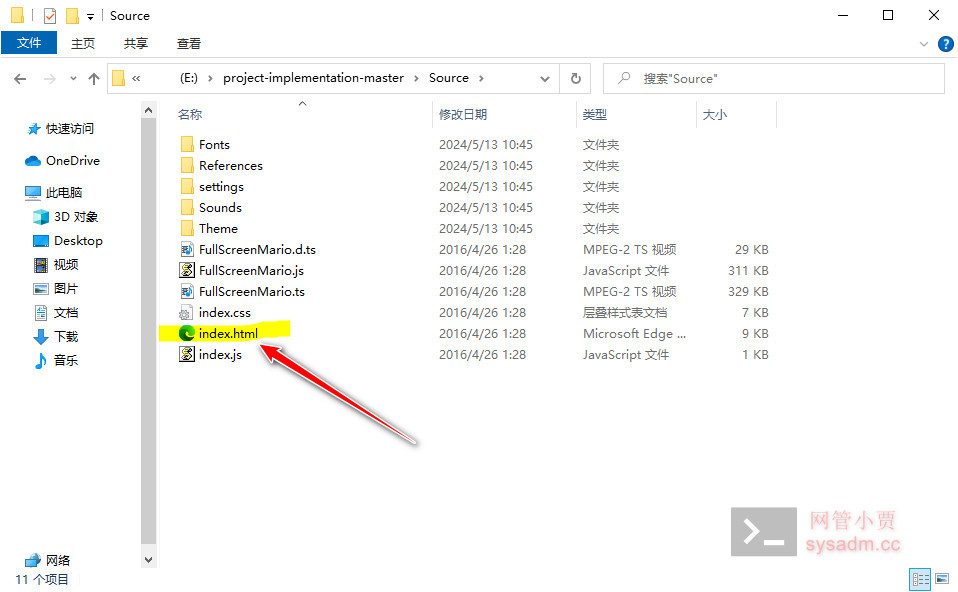 Source
文件 主页 共享 查看
« (E:) › project-implementation-master › Source ›
搜索"Source"
名称 修改日期 类型 大小
快速访问
OneDrive
此电脑
3D 对象
Desktop
视频
图片
文档
下载
音乐
网络
Fonts 2024/5/13 10:45 文件夹
References 2024/5/13 10:45 文件夹
settings 2024/5/13 10:45 文件夹
Sounds 2024/5/13 10:45 文件夹
Theme 2024/5/13 10:45 文件夹
FullScreenMario.d.ts 2016/4/26 1:28 MPEG-2 TS 视频 29 KB
FullScreenMario.js 2016/4/26 1:28 JavaScript 文件 311 KB
FullScreenMario.ts 2016/4/26 1:28 MPEG-2 TS 视频 329 KB
index.css 2016/4/26 1:28 层叠样式表文档 7 KB
index.html 2016/4/26 1:28 Microsoft Edge ... 9 KB
index.js 2016/4/26 1:28 JavaScript 文件 1 KB
网管小贾
sysadm.cc
11 个项目